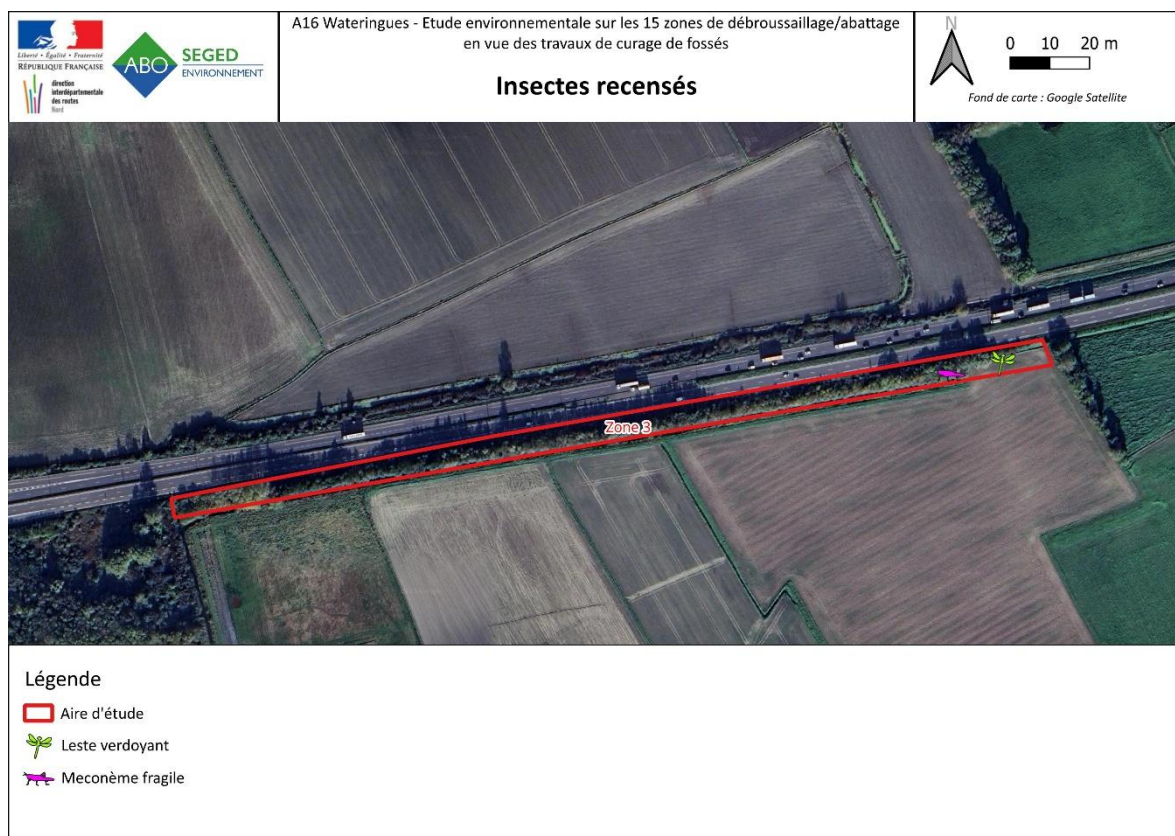 Liberté • Égalité • Fraternité
RÉPUBLIQUE FRANÇAISE
direction
interdépartementale
des routes
Nord
ABO
SEGED
ENVIRONNEMENT
A16 Wateringues - Etude environnementale sur les 15 zones de débroussaillage/abattage
en vue des travaux de curage de fossés
Insectes recensés
N
0 10 20 m
Fond de carte : Google Satellite
Zone 3
Légende
Aire d'étude
Leste verdoyant
Meconème fragile